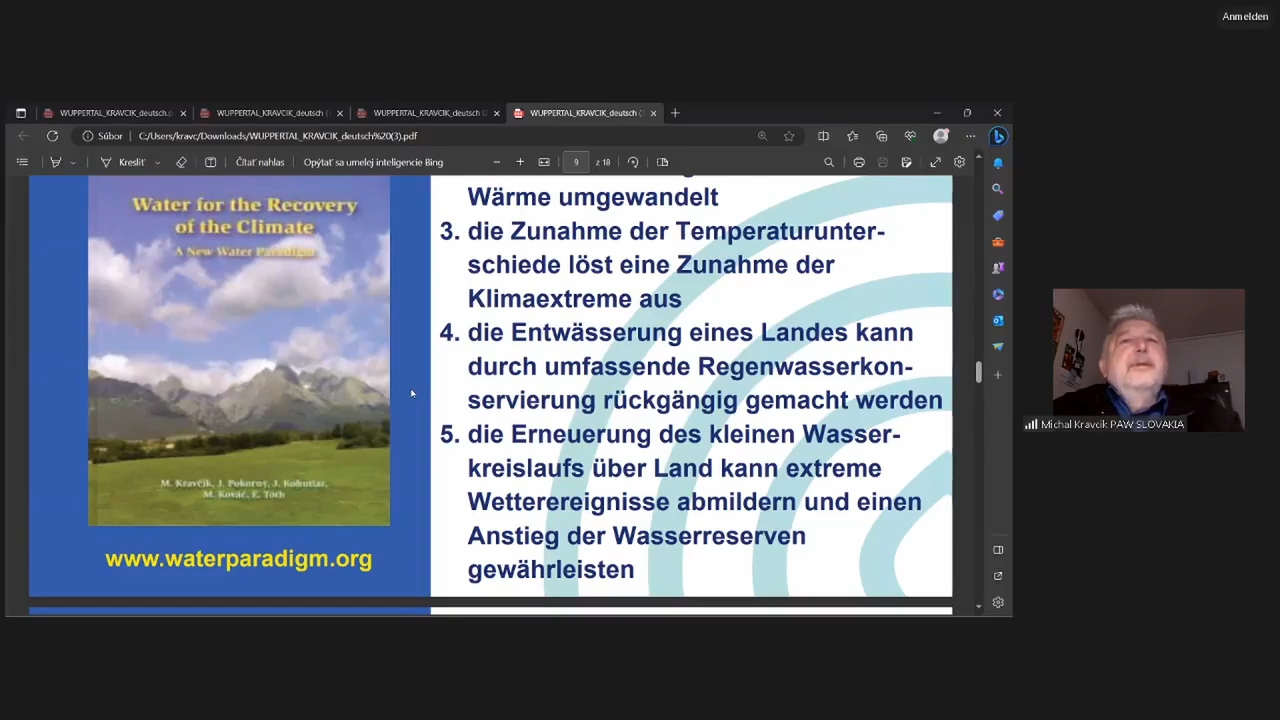 Anmelden
WUPPERTAL_KRAVCIK_deutsch.p
WUPPERTAL_KRAVCIK_deutsch (1
WUPPERTAL_KRAVCIK_deutsch (2
WUPPERTAL_KRAVCIK_deutsch (
Súbor
C:/Users/kravc/Downloads/WUPPERTAL_KRAVCIK_deutsch%20(3).pdf
Kresliť
Čítať nahlas
Opýtať sa umelej inteligencie Bing
9
z 18
Water for the Recovery
of the Climate
A New Water Paradigm
M. Kravčík, J. Pokorný, J. Kohutiar,
M. Kováč, E. Tóth
www.waterparadigm.org
Wärme umgewandelt
3. die Zunahme der Temperaturunter-
schiede löst eine Zunahme der
Klimaextreme aus
4. die Entwässerung eines Landes kann
durch umfassende Regenwasserkon-
servierung rückgängig gemacht werden
5. die Erneuerung des kleinen Wasser-
kreislaufs über Land kann extreme
Wetterereignisse abmildern und einen
Anstieg der Wasserreserven
gewährleisten
Michal Kravcik PAW SLOVAKIA